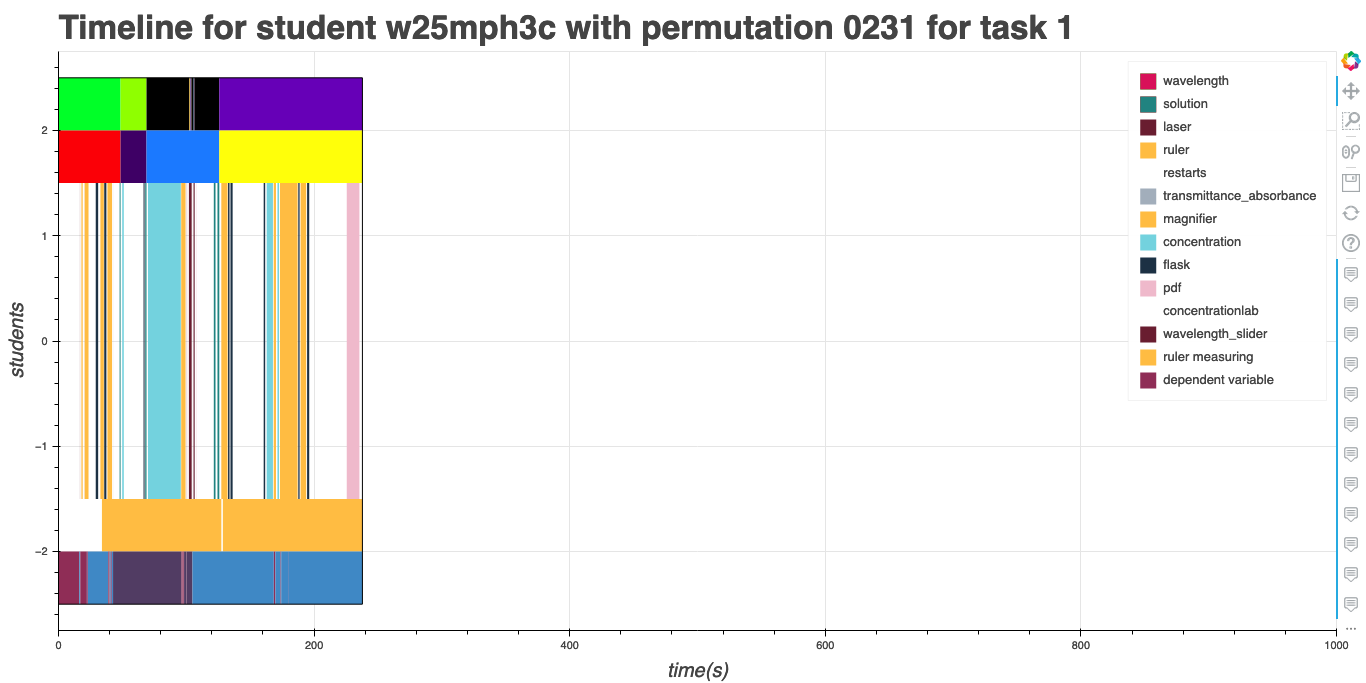 Timeline for student w25mph3c with permutation 0231 for task 1
wavelength
solution
laser
ruler
restarts
transmittance_absorbance
magnifier
concentration
flask
pdf
concentrationlab
wavelength_slider
ruler measuring
dependent variable
students
2
1
0
−1
−2
0
200
400
600
800
1000
time(s)